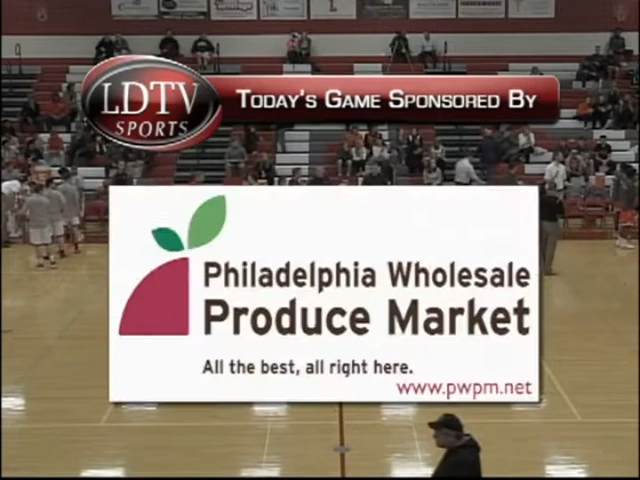 LDTV
SPORTS
TODAY'S GAME SPONSORED BY
Philadelphia Wholesale
Produce Market
All the best, all right here.
www.pwpm.net